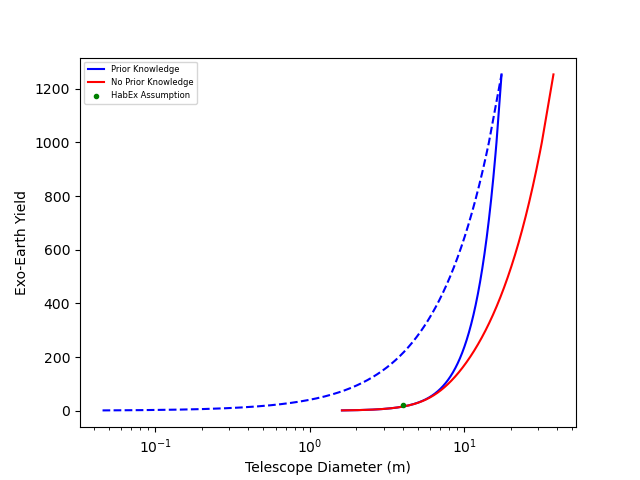 Prior Knowledge
No Prior Knowledge
HabEx Assumption
Exo-Earth Yield
1200
1000
800
600
400
200
0
10⁻¹ 10⁰ 10¹
Telescope Diameter (m)